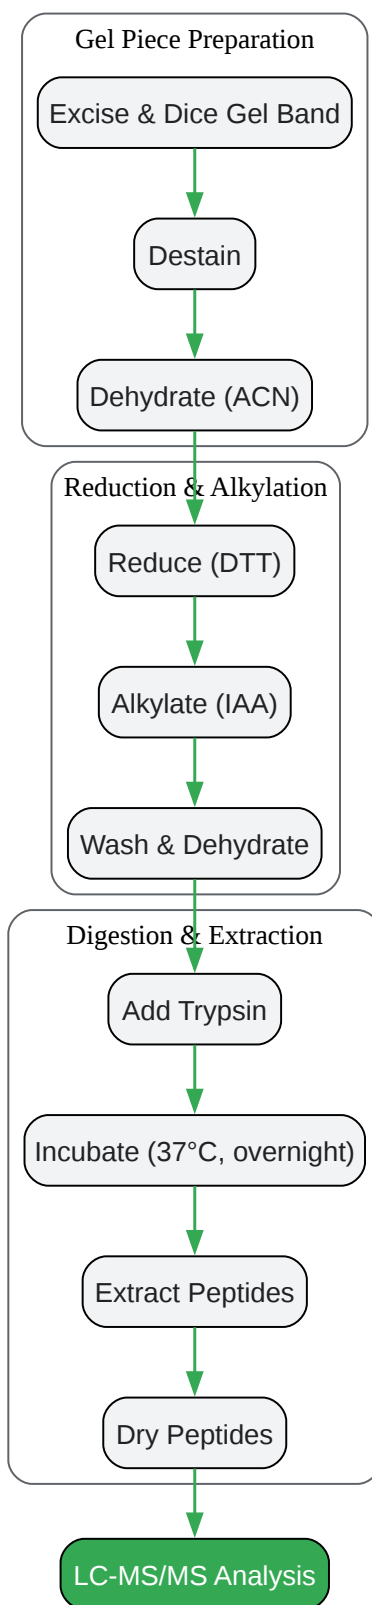 Gel Piece Preparation
Excise & Dice Gel Band
Destain
Dehydrate (ACN)
Reduction & Alkylation
Reduce (DTT)
Alkylate (IAA)
Wash & Dehydrate
Digestion & Extraction
Add Trypsin
Incubate (37°C, overnight)
Extract Peptides
Dry Peptides
LC-MS/MS Analysis